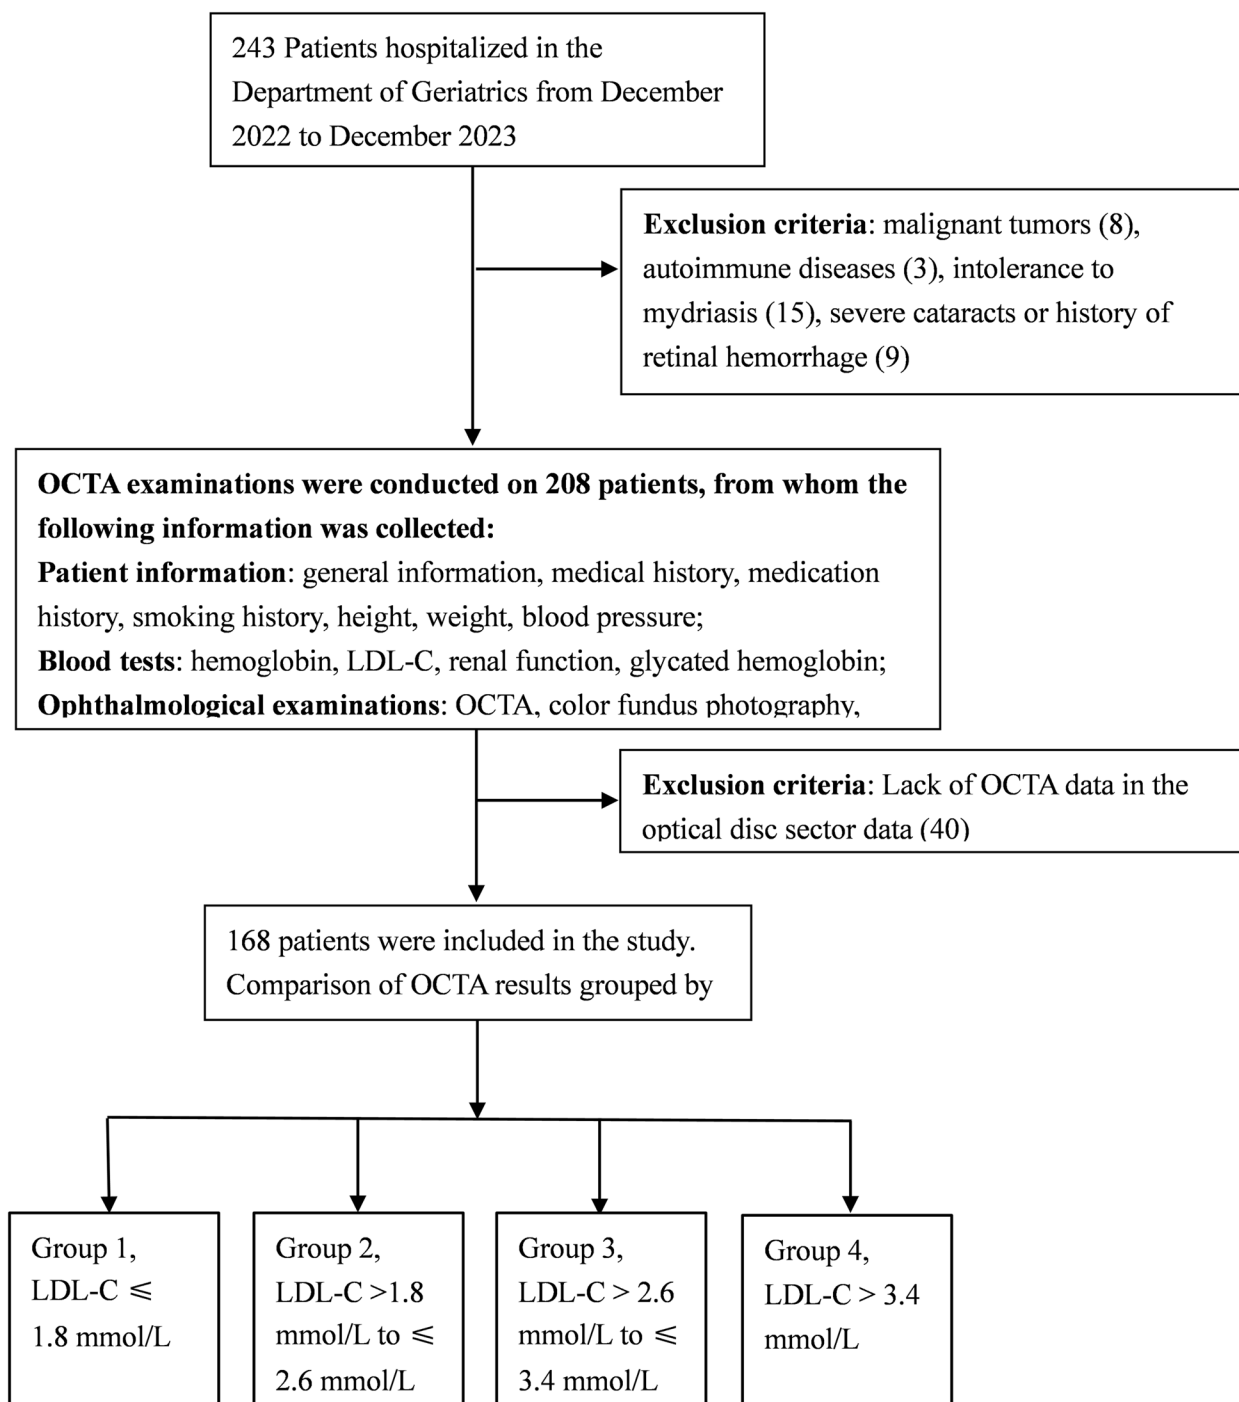 243 Patients hospitalized in the
Department of Geriatrics from December
2022 to December 2023
Exclusion criteria: malignant tumors (8),
autoimmune diseases (3), intolerance to
mydriasis (15), severe cataracts or history of
retinal hemorrhage (9)
OCTA examinations were conducted on 208 patients, from whom the
following information was collected:
Patient information: general information, medical history, medication
history, smoking history, height, weight, blood pressure;
Blood tests: hemoglobin, LDL-C, renal function, glycated hemoglobin;
Ophthalmological examinations: OCTA, color fundus photography,
Exclusion criteria: Lack of OCTA data in the
optical disc sector data (40)
168 patients were included in the study.
Comparison of OCTA results grouped by
Group 1,
LDL-C ⩽
1.8 mmol/L
Group 2,
LDL-C >1.8
mmol/L to ⩽
2.6 mmol/L
Group 3,
LDL-C > 2.6
mmol/L to ⩽
3.4 mmol/L
Group 4,
LDL-C > 3.4
mmol/L